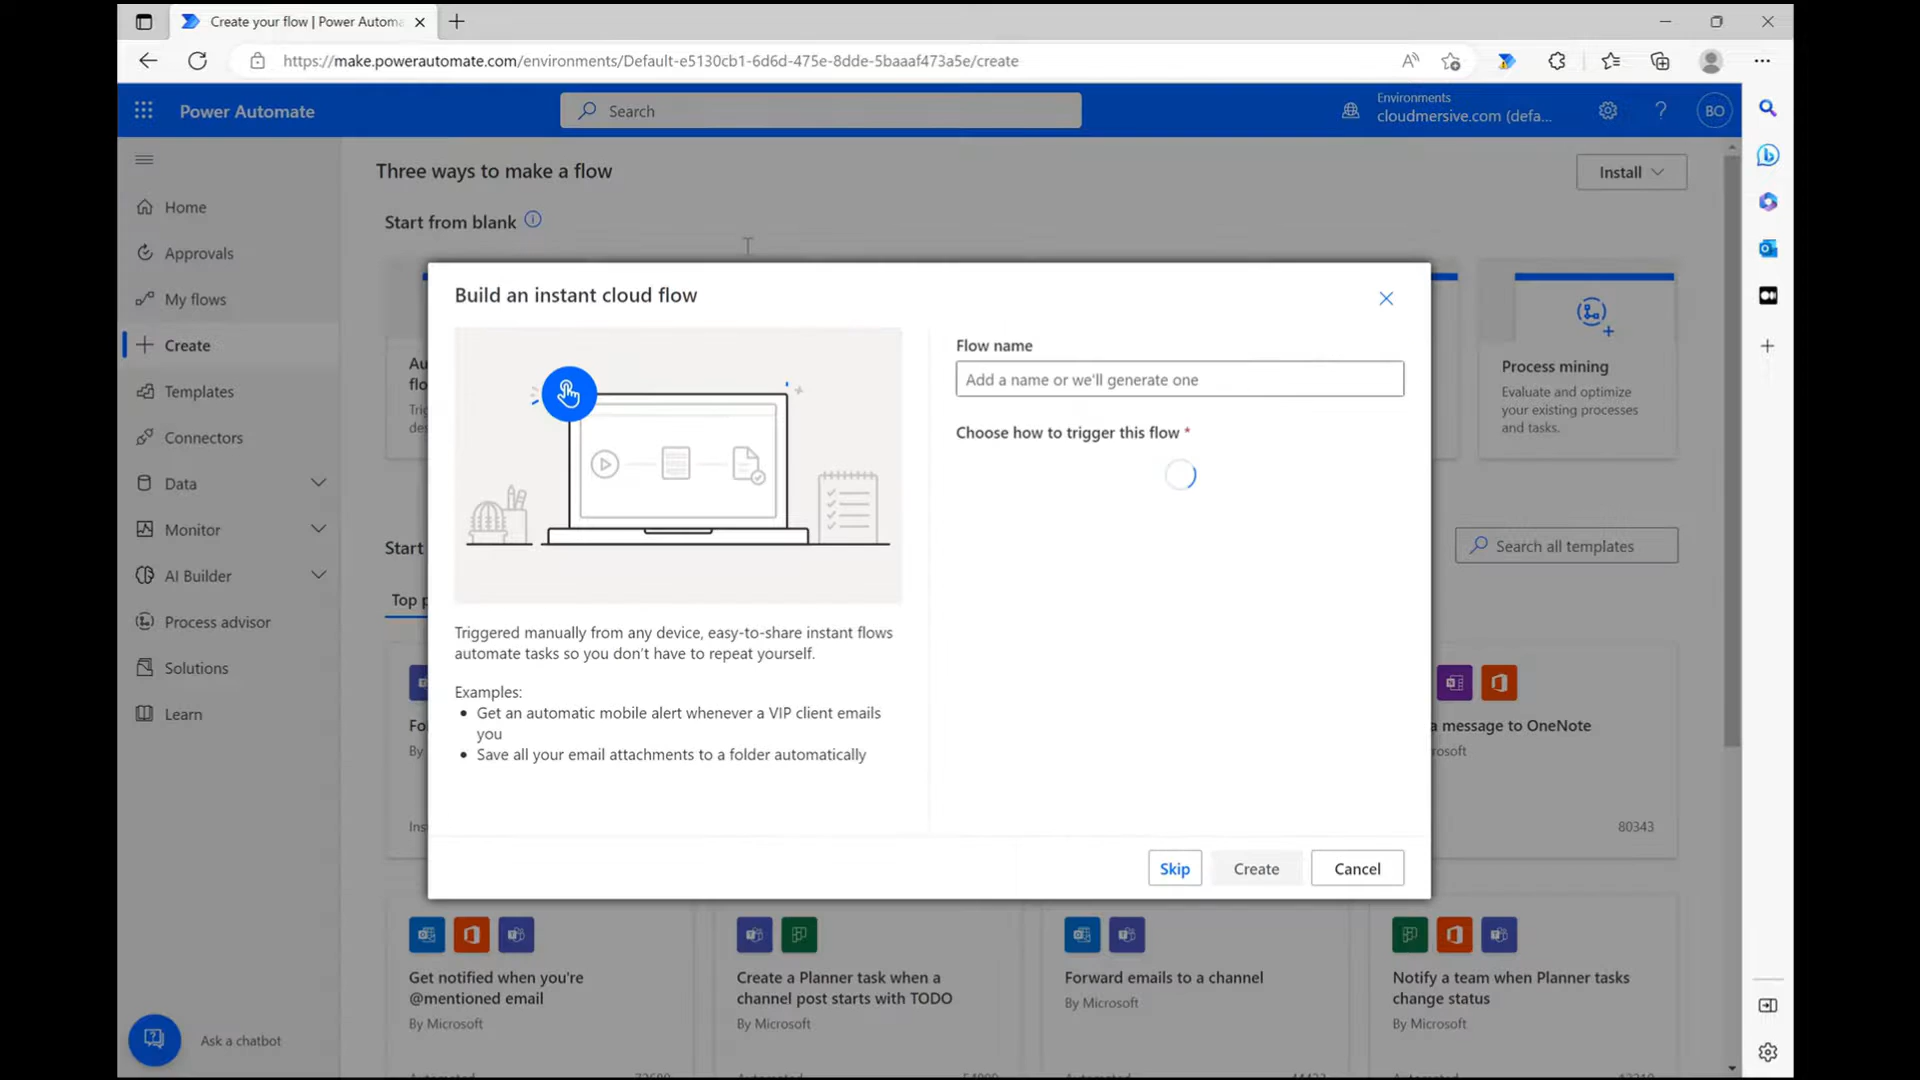 Create your flow | Power Automa
https://make.powerautomate.com/environments/Default-e5130cb1-6d6d-475e-8dde-5baaaf473a5e/create
Power Automate
Search
Environments
cloudmersive.com (defa...
BO
Three ways to make a flow
Install
Start from blank
Home
Approvals
My flows
Create
Templates
Connectors
Data
Monitor
AI Builder
Process advisor
Solutions
Learn
Ask a chatbot
Build an instant cloud flow
Triggered manually from any device, easy-to-share instant flows
automate tasks so you don't have to repeat yourself.
Examples:
Get an automatic mobile alert whenever a VIP client emails
you
Save all your email attachments to a folder automatically
Flow name
Add a name or we'll generate one
Choose how to trigger this flow *
Skip
Create
Cancel
Process mining
Evaluate and optimize
your existing processes
and tasks.
Start
Search all templates
Top p
By
a message to OneNote
rosoft
80343
Get notified when you're
@mentioned email
By Microsoft
Create a Planner task when a
channel post starts with TODO
By Microsoft
Forward emails to a channel
By Microsoft
Notify a team when Planner tasks
change status
By Microsoft